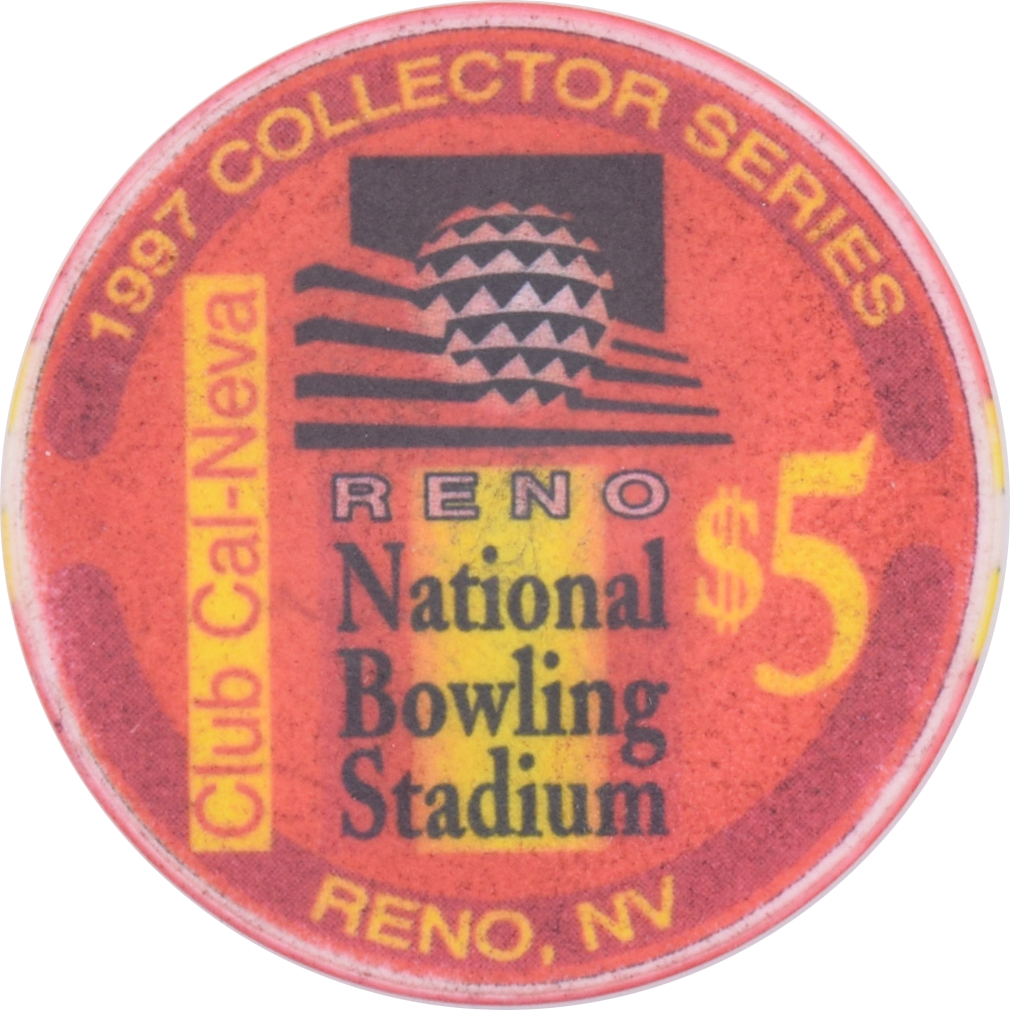 1997 COLLECTOR SERIES
Club Cal-Neva
RENO
National
Bowling
Stadium
$5
RENO, NV